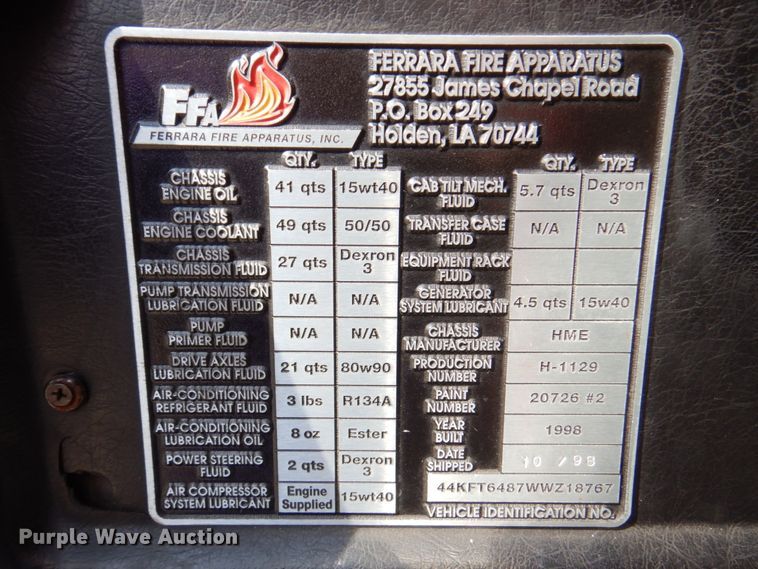 FFA
FERRARA FIRE APPARATUS, INC.
FERRARA FIRE APPARATUS
27855 James Chapel Road
P.O. Box 249
Holden, LA 70744
QTY. TYPE
CHASSIS ENGINE OIL 41 qts 15wt40
CHASSIS ENGINE COOLANT 49 qts 50/50
CHASSIS TRANSMISSION FLUID 27 qts Dexron 3
PUMP TRANSMISSION LUBRICATION FLUID N/A N/A
PUMP PRIMER FLUID N/A N/A
DRIVE AXLES LUBRICATION FLUID 21 qts 80w90
AIR-CONDITIONING REFRIGERANT FLUID 3 lbs R134A
AIR-CONDITIONING LUBRICATION OIL 8 oz Ester
POWER STEERING FLUID 2 qts Dexron 3
AIR COMPRESSOR SYSTEM LUBRICANT Engine Supplied 15wt40
QTY. TYPE
CAB TILT MECH. FLUID 5.7 qts Dexron 3
TRANSFER CASE FLUID N/A N/A
EQUIPMENT RACK FLUID
GENERATOR SYSTEM LUBRICANT 4.5 qts 15w40
CHASSIS MANUFACTURER HME
PRODUCTION NUMBER H-1129
PAINT NUMBER 20726 #2
YEAR BUILT 1998
DATE SHIPPED 10 / 98
44KFT6487WWZ18767
VEHICLE IDENTIFICATION NO.
Purple Wave Auction